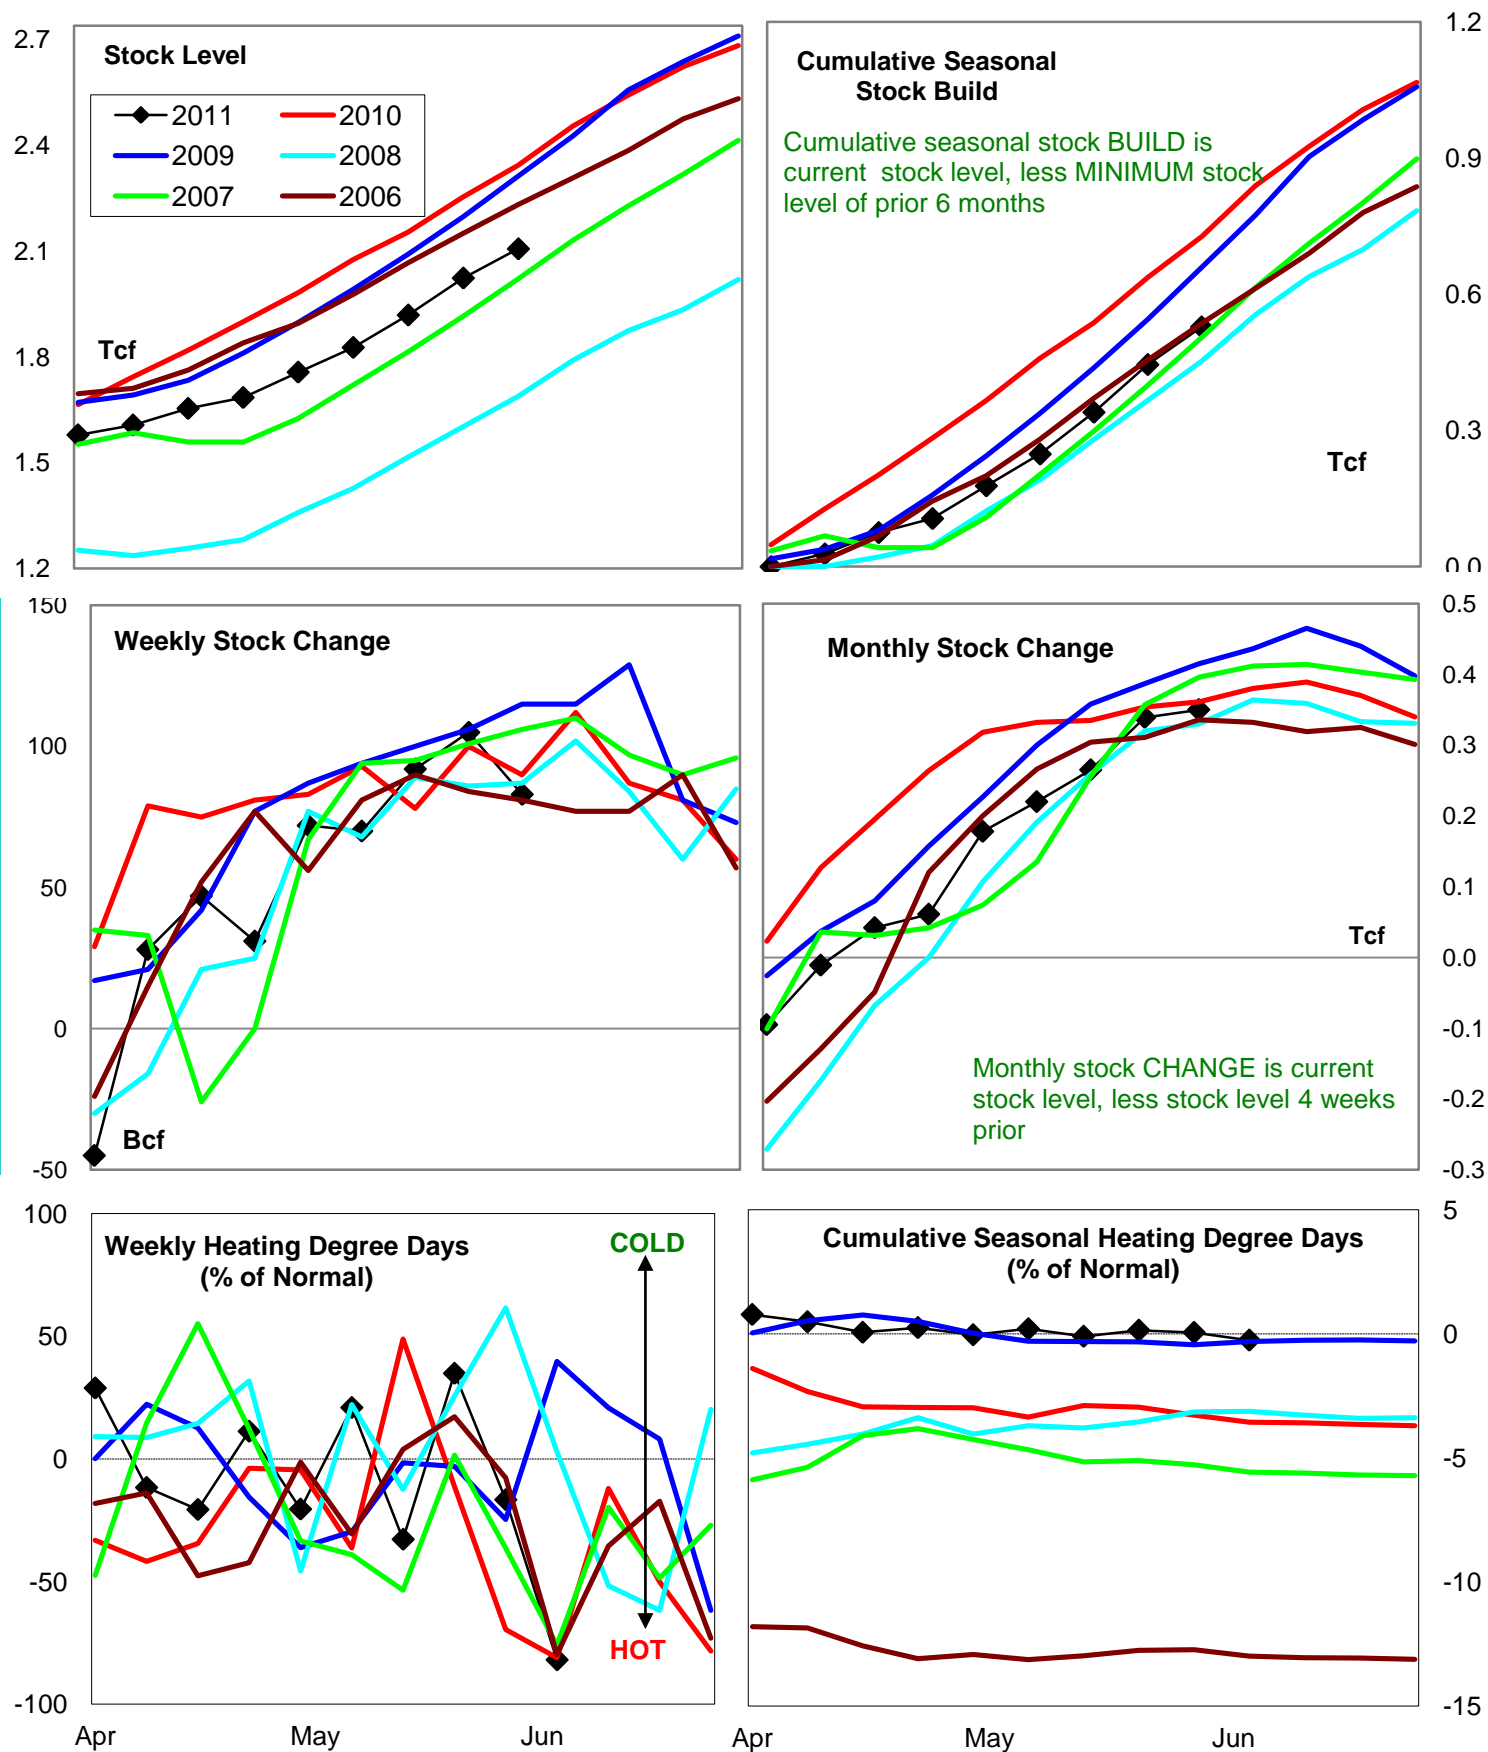 Stock Level
2.7
2.4
2.1
1.8
1.5
1.2
2011
2010
2009
2008
2007
2006
Tcf
Cumulative Seasonal
Stock Build
Cumulative seasonal stock BUILD is
current stock level, less MINIMUM stock
level of prior 6 months
Tcf
1.2
0.9
0.6
0.3
0.0
Weekly Stock Change
150
100
50
0
-50
Bcf
Monthly Stock Change
Tcf
Monthly stock CHANGE is current
stock level, less stock level 4 weeks
prior
0.5
0.4
0.3
0.2
0.1
0.0
-0.1
-0.2
-0.3
Weekly Heating Degree Days
(% of Normal)
COLD
HOT
100
50
0
-50
-100
Apr
May
Jun
Cumulative Seasonal Heating Degree Days
(% of Normal)
5
0
-5
-10
-15
Apr
May
Jun